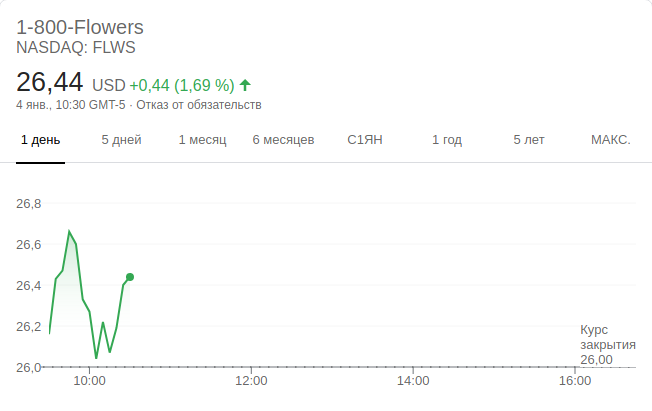 1-800-Flowers
NASDAQ: FLWS
26,44 USD +0,44 (1,69 %)
4 янв., 10:30 GMT-5 · Отказ от обязательств
1 день 5 дней 1 месяц 6 месяцев С1ЯН 1 год 5 лет МАКС.
26,8
26,6
26,4
26,2
26,0
Курс
закрытия
26,00
10:00 12:00 14:00 16:00